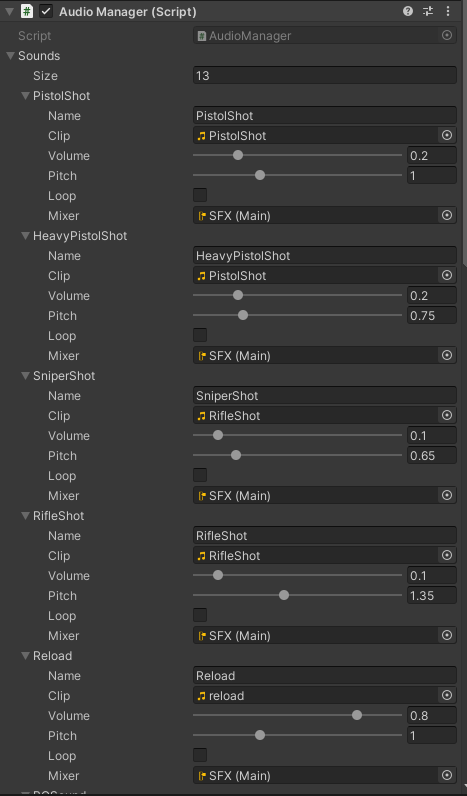 Audio Manager (Script)
Script AudioManager
Sounds
Size 13
PistolShot
Name PistolShot
Clip PistolShot
Volume 0.2
Pitch 1
Loop
Mixer SFX (Main)
HeavyPistolShot
Name HeavyPistolShot
Clip PistolShot
Volume 0.2
Pitch 0.75
Loop
Mixer SFX (Main)
SniperShot
Name SniperShot
Clip RifleShot
Volume 0.1
Pitch 0.65
Loop
Mixer SFX (Main)
RifleShot
Name RifleShot
Clip RifleShot
Volume 0.1
Pitch 1.35
Loop
Mixer SFX (Main)
Reload
Name Reload
Clip reload
Volume 0.8
Pitch 1
Loop
Mixer SFX (Main)